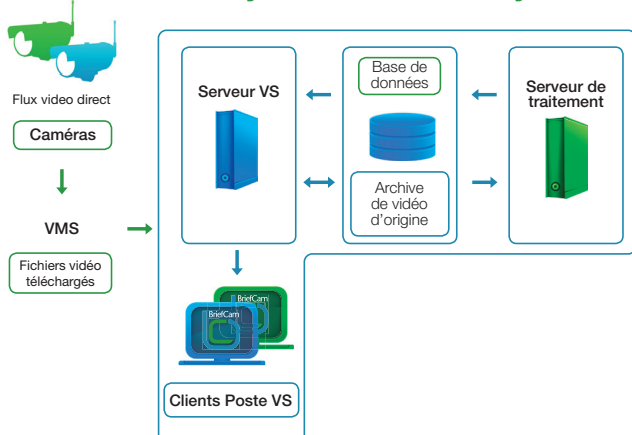 Flux video direct
Caméras
VMS
Fichiers vidéo
téléchargés
Serveur VS
Base de
données
Archive
de vidéo
d'origine
Serveur de
traitement
BriefCam
BriefCam
Clients Poste VS